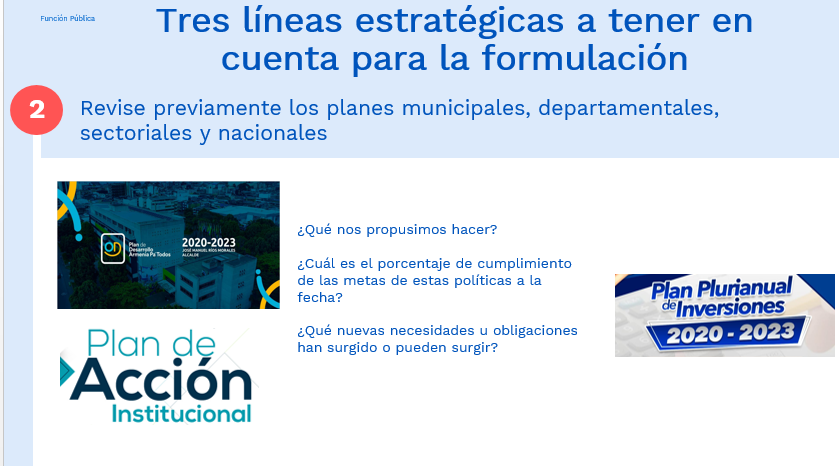 Función Pública
Tres líneas estratégicas a tener en
cuenta para la formulación
2
Revise previamente los planes municipales, departamentales,
sectoriales y nacionales
Plan de
Desarrollo
Armenia Pa'Todos
2020-2023
JOSÉ MANUEL RÍOS MORALES
ALCALDE
¿Qué nos propusimos hacer?
¿Cuál es el porcentaje de cumplimiento
de las metas de estas políticas a la
fecha?
¿Qué nuevas necesidades u obligaciones
han surgido o pueden surgir?
Plan Plurianual
de Inversiones
2020 - 2023
Plan de
Acción
Institucional